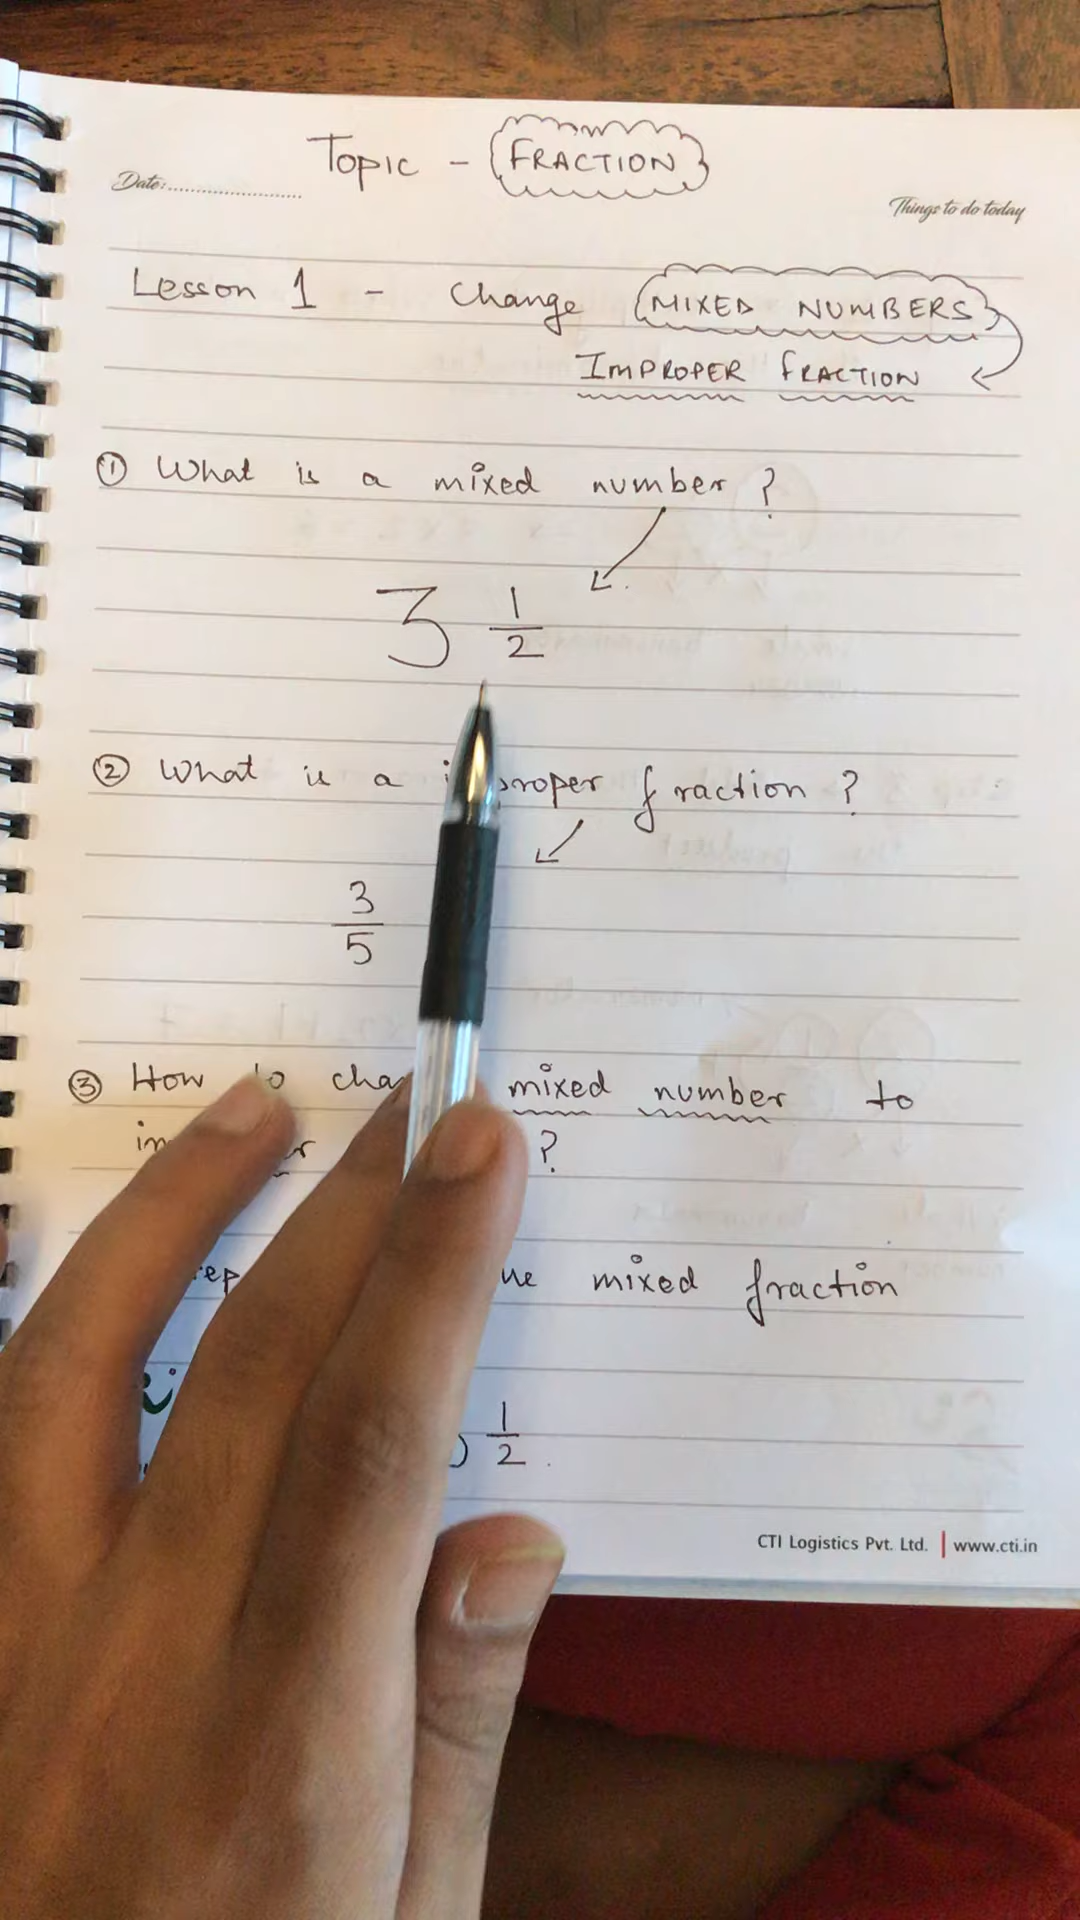 Topic - FRACTION
Date:
Things to do today
Lesson 1 - Change MIXED NUMBERS
IMPROPER FRACTION
① What is a mixed number ?
3 1/2
② What is a proper fraction ?
3/5
③ How to cha mixed number to
?
mixed fraction
1/2 .
CTI Logistics Pvt. Ltd. | www.cti.in